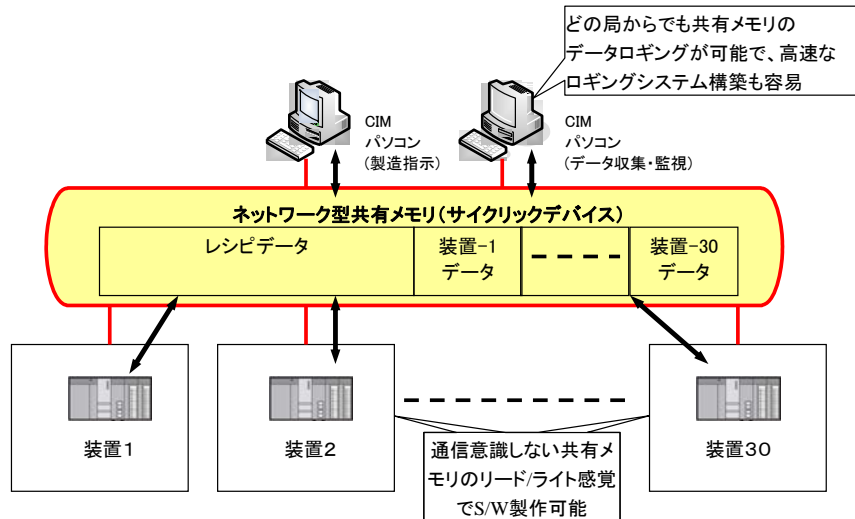 どの局からでも共有メモリの
データロギングが可能で、高速な
ロギングシステム構築も容易
CIM
パソコン
(製造指示)
CIM
パソコン
(データ収集・監視)
ネットワーク型共有メモリ(サイクリックデバイス)
レシピデータ
装置-1
データ
装置-30
データ
装置1
装置2
装置30
通信意識しない共有メ
モリのリード/ライト感覚
でS/W製作可能